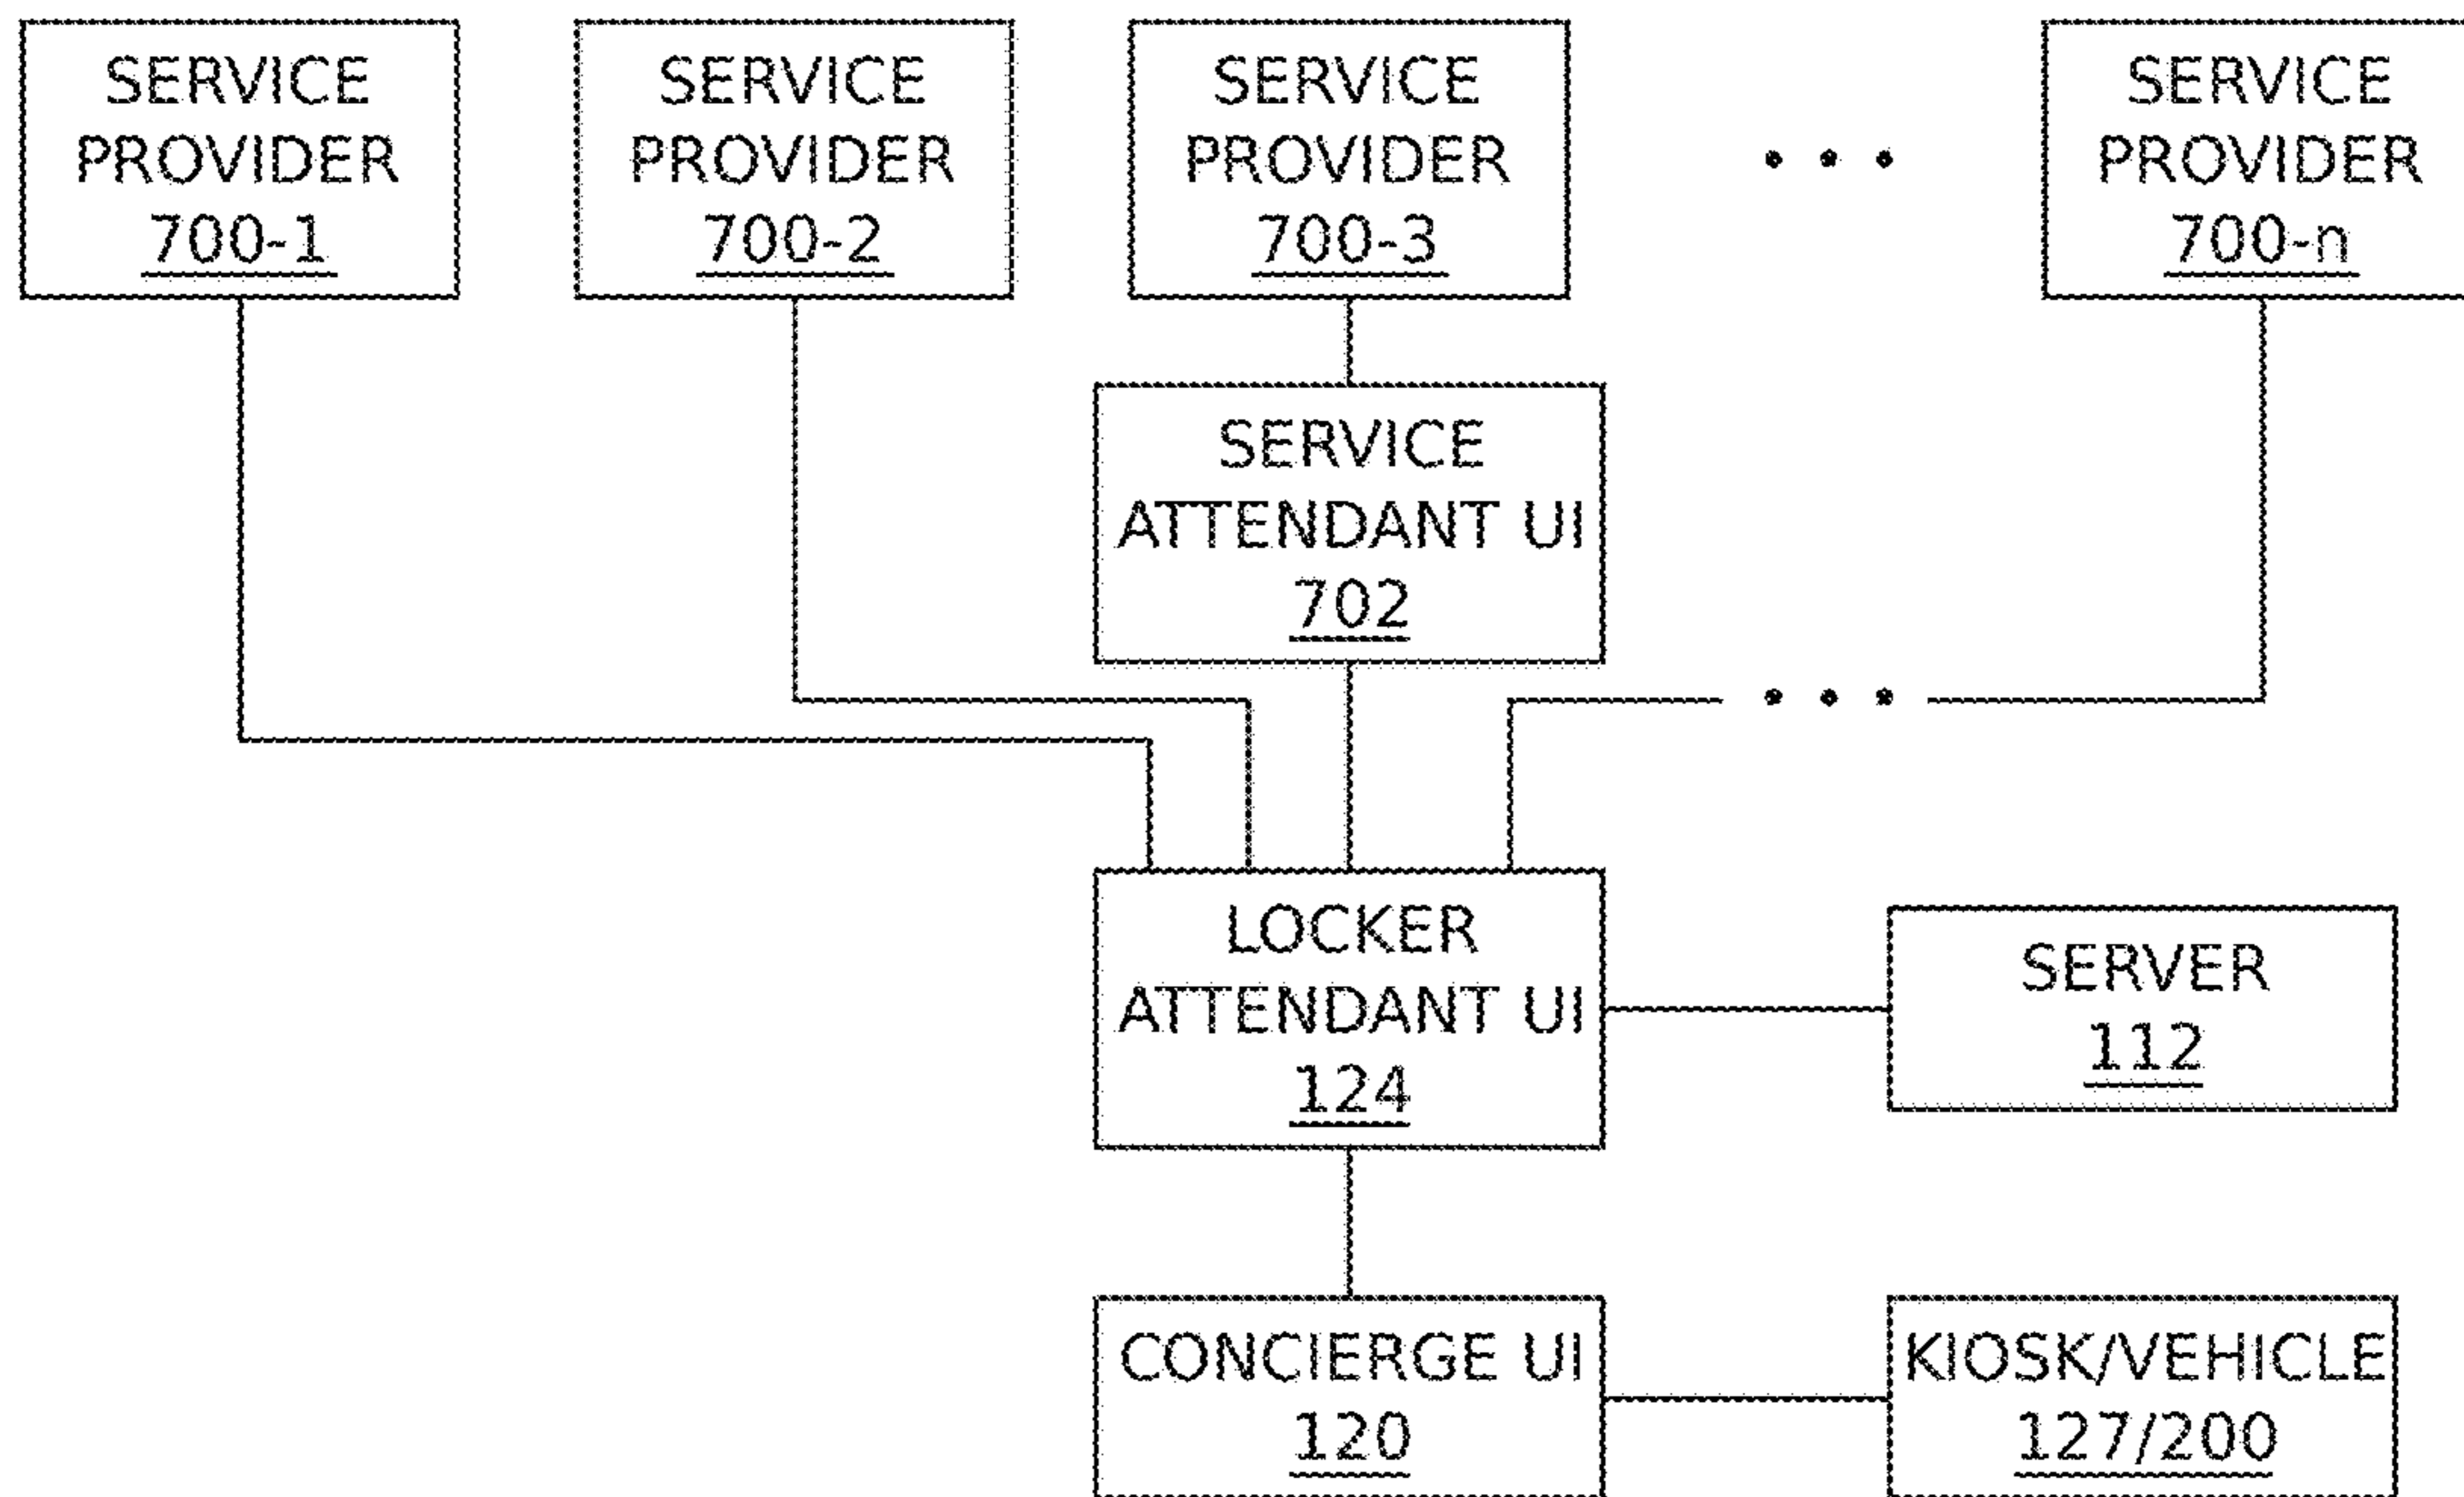 SERVICE
PROVIDER
700-1
SERVICE
PROVIDER
700-2
SERVICE
PROVIDER
700-3
• • •
SERVICE
PROVIDER
700-n
SERVICE
ATTENDANT UI
702
• • •
LOCKER
ATTENDANT UI
124
SERVER
112
CONCIERGE UI
120
KIOSK/VEHICLE
127/200